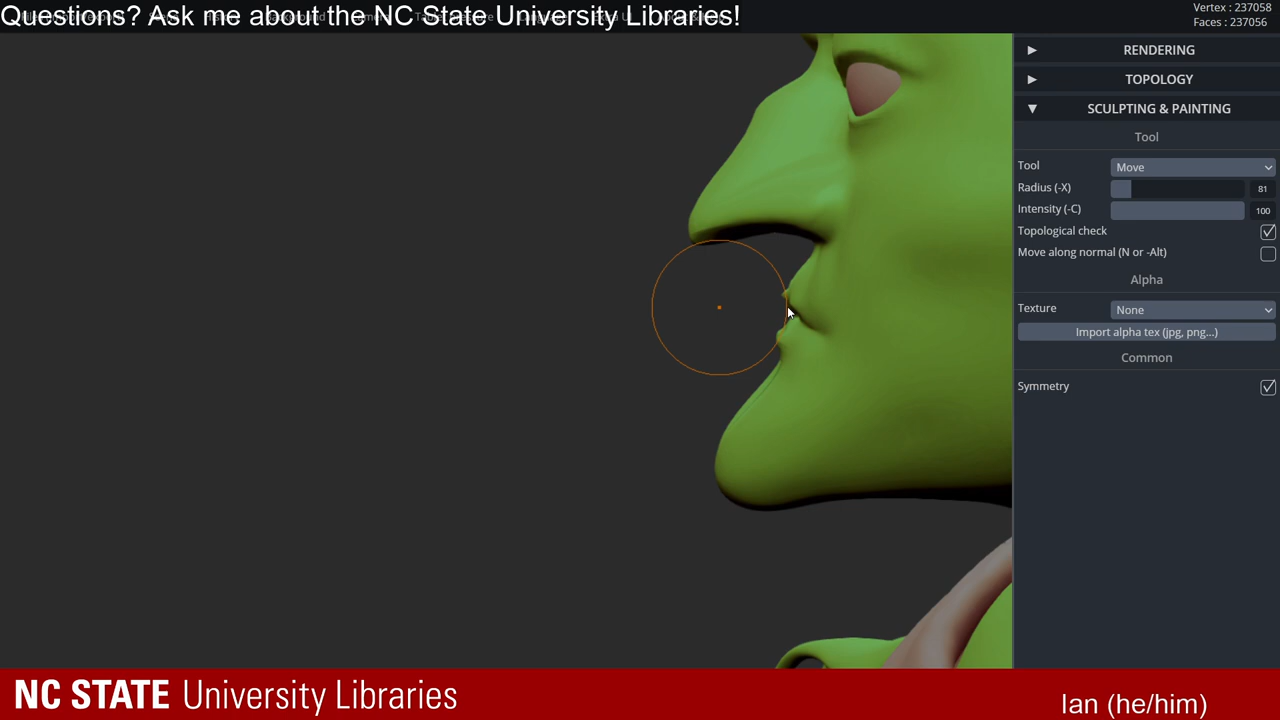 Questions? Ask me about the NC State University Libraries!
Vertex : 237058
Faces : 237056
RENDERING
TOPOLOGY
SCULPTING & PAINTING
Tool
Tool
Move
Radius (-X)
81
Intensity (-C)
100
Topological check
Move along normal (N or -Alt)
Alpha
Texture
None
Import alpha tex (jpg, png...)
Common
Symmetry
NC STATE University Libraries
Ian (he/him)